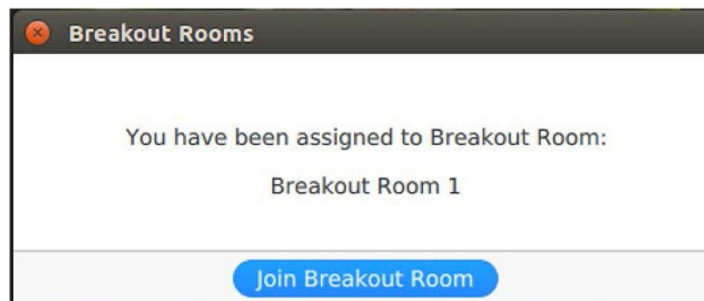 Breakout Rooms
You have been assigned to Breakout Room:
Breakout Room 1
Join Breakout Room